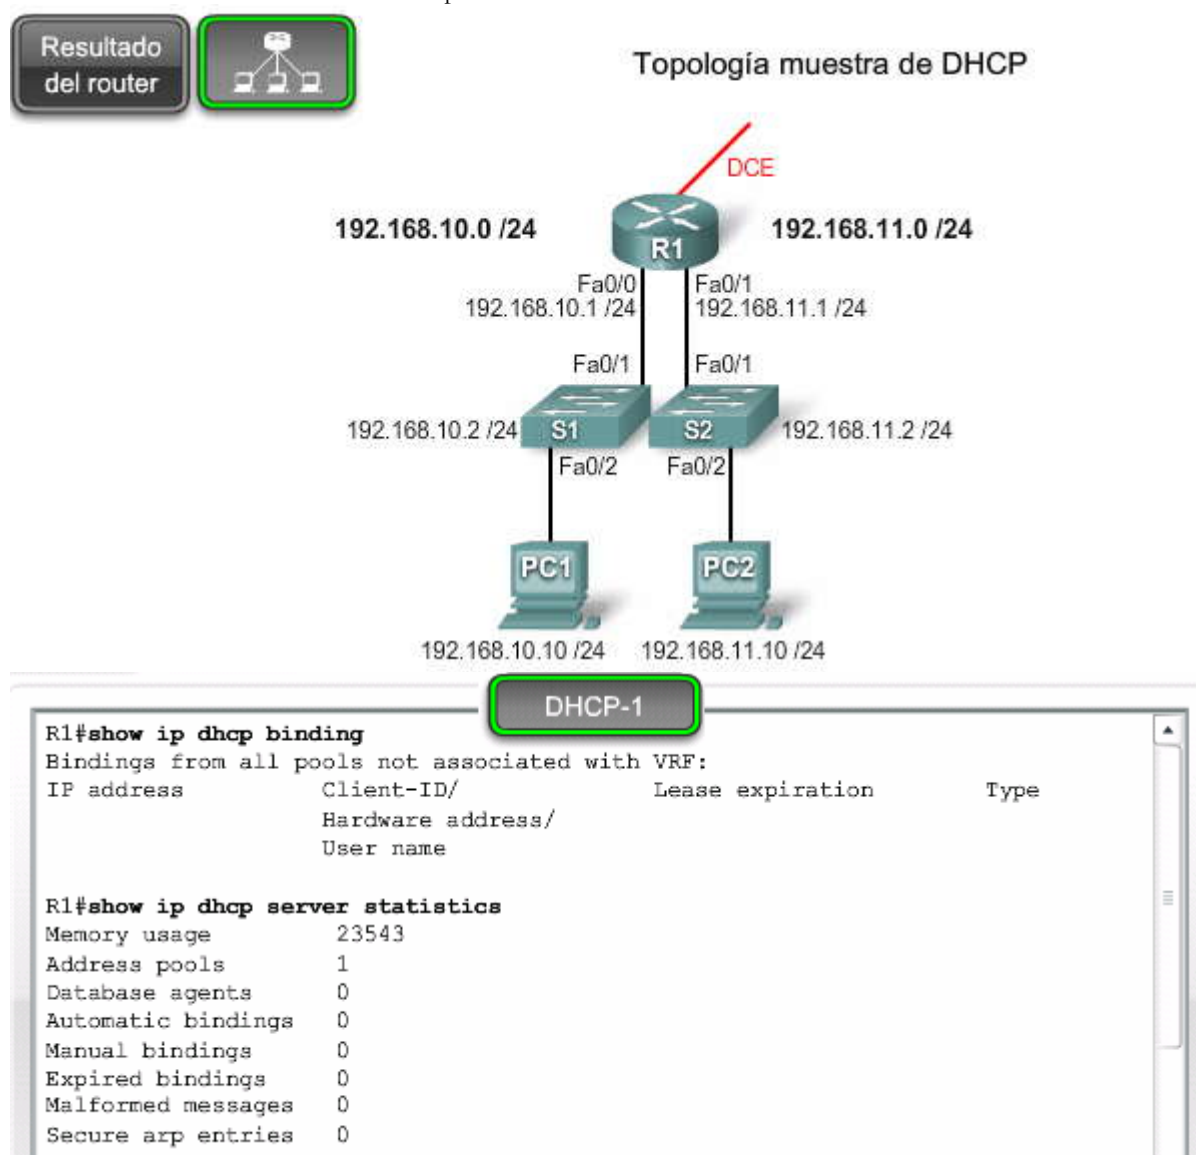 Resultado
del router
Topología muestra de DHCP
DCE
192.168.10.0 /24
R1
192.168.11.0 /24
Fa0/0
192.168.10.1 /24
Fa0/1
192.168.11.1 /24
Fa0/1
Fa0/1
192.168.10.2 /24
S1
S2
192.168.11.2 /24
Fa0/2
Fa0/2
PC1
PC2
192.168.10.10 /24
192.168.11.10 /24
DHCP-1
R1#show ip dhcp binding
Bindings from all pools not associated with VRF:
IP address Client-ID/ Lease expiration Type
Hardware address/
User name
R1#show ip dhcp server statistics
Memory usage 23543
Address pools 1
Database agents 0
Automatic bindings 0
Manual bindings 0
Expired bindings 0
Malformed messages 0
Secure arp entries 0